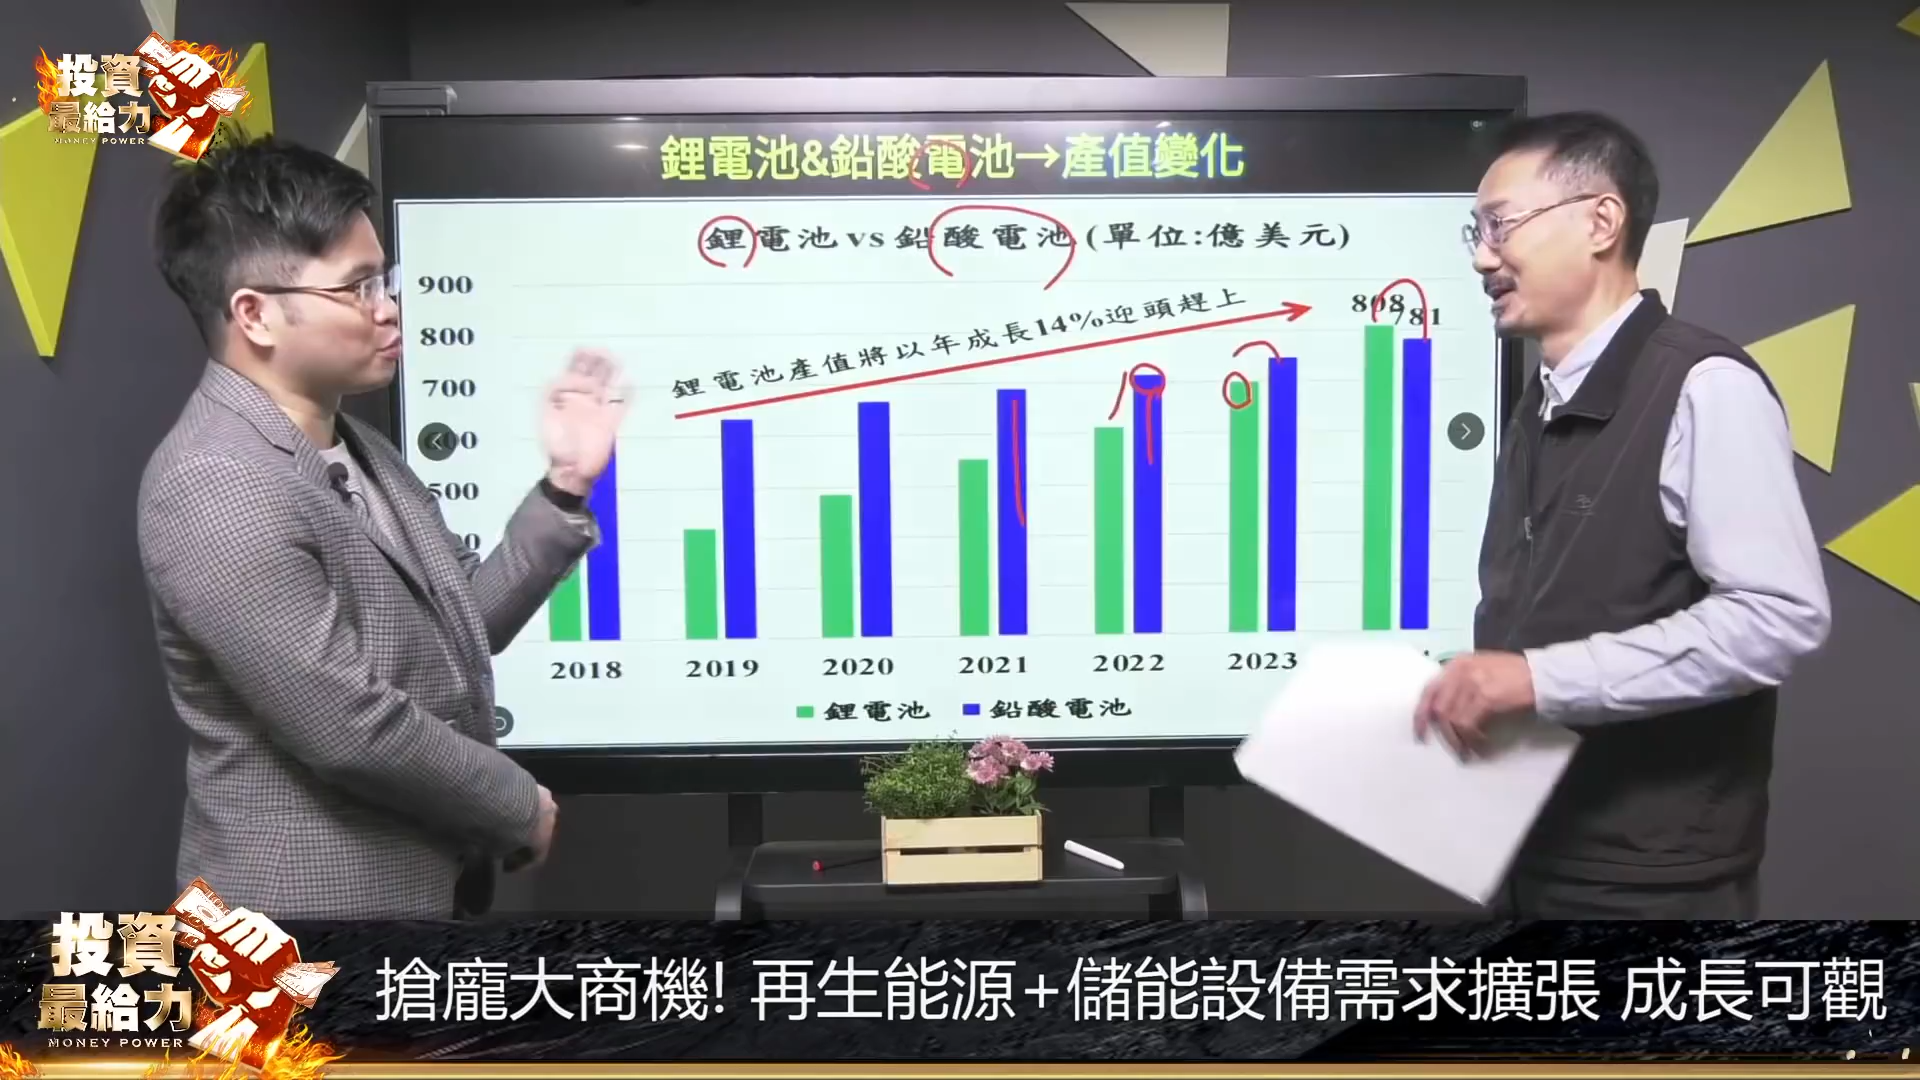 投資
最給力
MONEY POWER
鋰電池&鉛酸電池→產值變化
鋰電池vs鉛酸電池(單位:億美元)
900
800
700
500
鋰電池產值將以年成長14%迎頭趕上
808
781
2018 2019 2020 2021 2022 2023
鋰電池 鉛酸電池
投資
最給力
MONEY POWER
搶龐大商機! 再生能源+儲能設備需求擴張 成長可觀